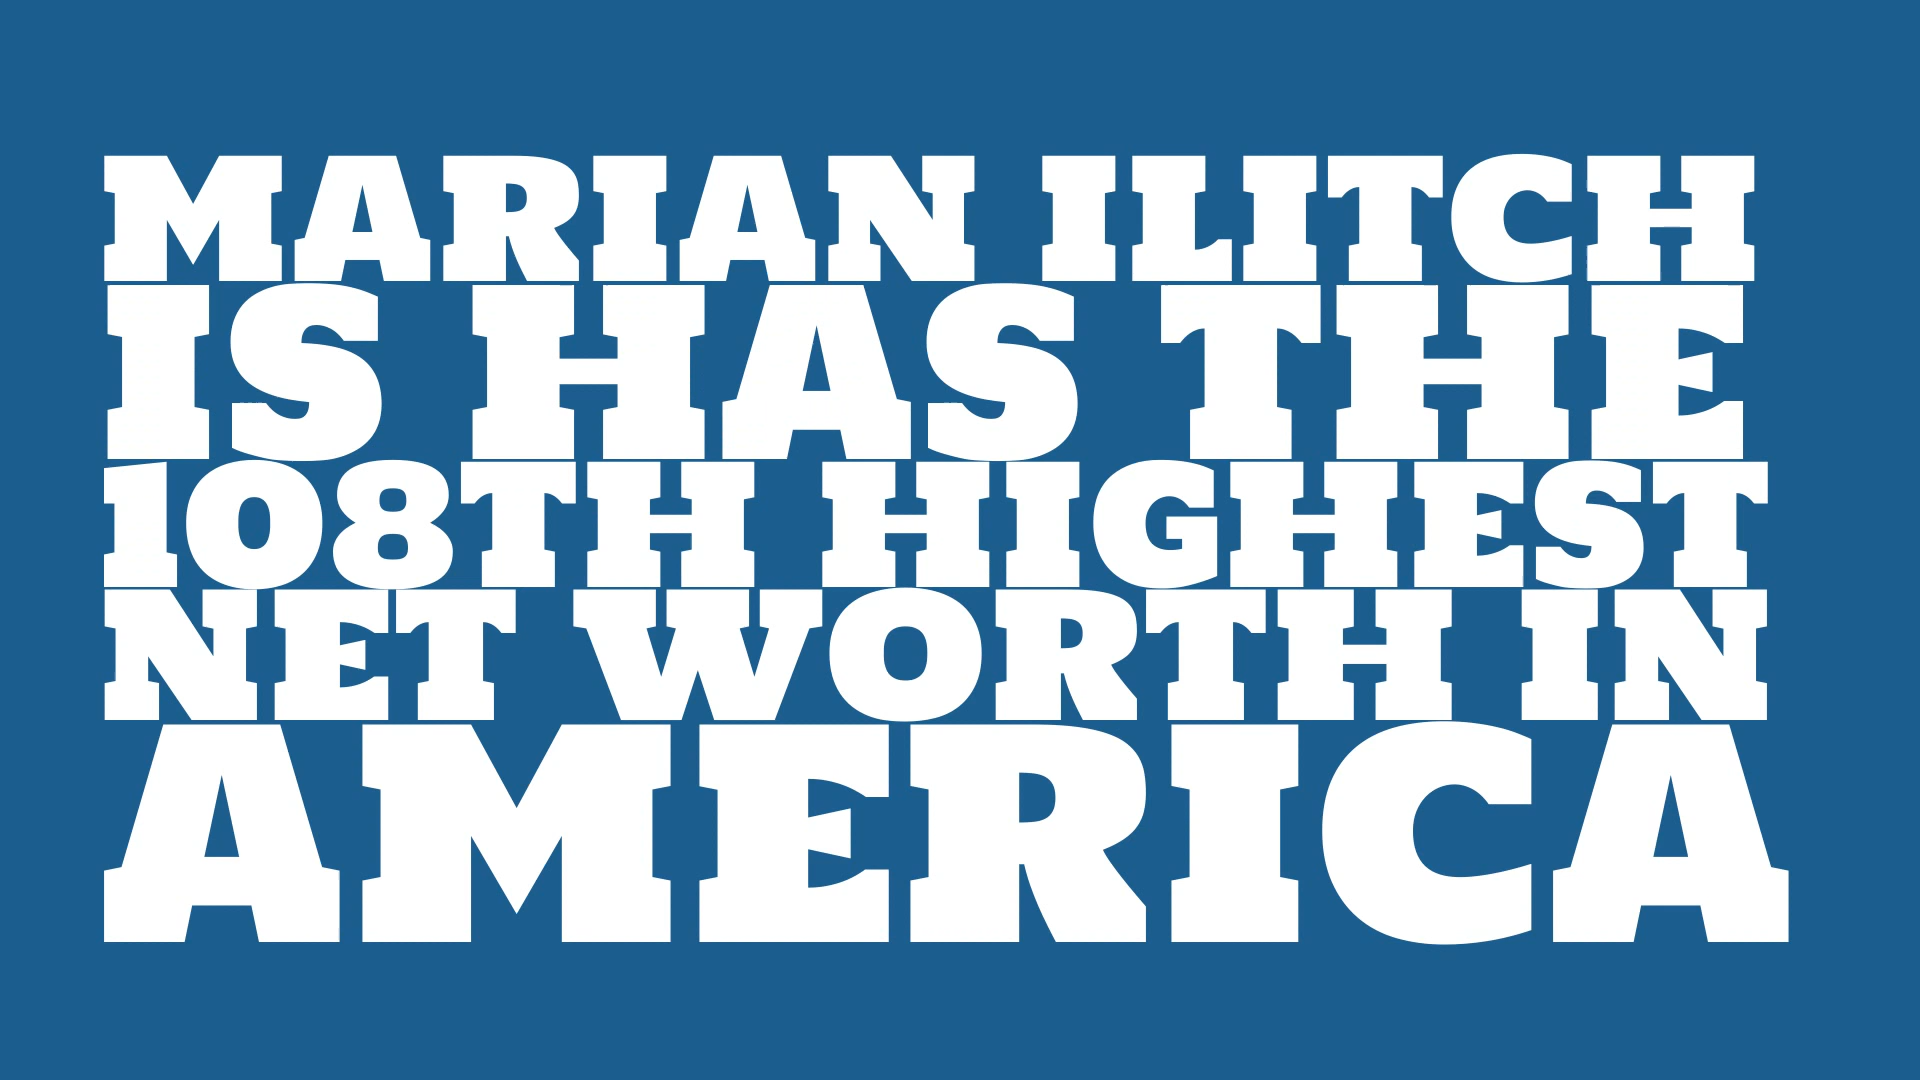 MARIAN ILITCH
IS HAS THE
108TH HIGHEST
NET WORTH IN
AMERICA